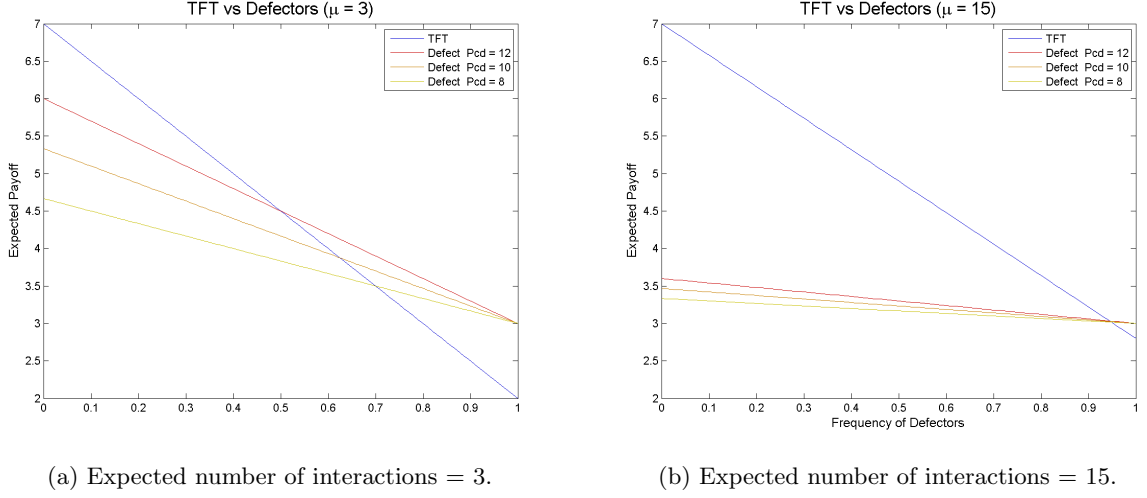 TFT vs Defectors (μ = 3)
7
6.5
6
5.5
5
4.5
4
3.5
3
2.5
2
Expected Payoff
TFT
Defect Pcd = 12
Defect Pcd = 10
Defect Pcd = 8
0 0.1 0.2 0.3 0.4 0.5 0.6 0.7 0.8 0.9 1
(a) Expected number of interactions = 3.
TFT vs Defectors (μ = 15)
7
6.5
6
5.5
5
4.5
4
3.5
3
2.5
2
Expected Payoff
TFT
Defect Pcd = 12
Defect Pcd = 10
Defect Pcd = 8
0 0.1 0.2 0.3 0.4 0.5 0.6 0.7 0.8 0.9 1
Frequency of Defectors
(b) Expected number of interactions = 15.